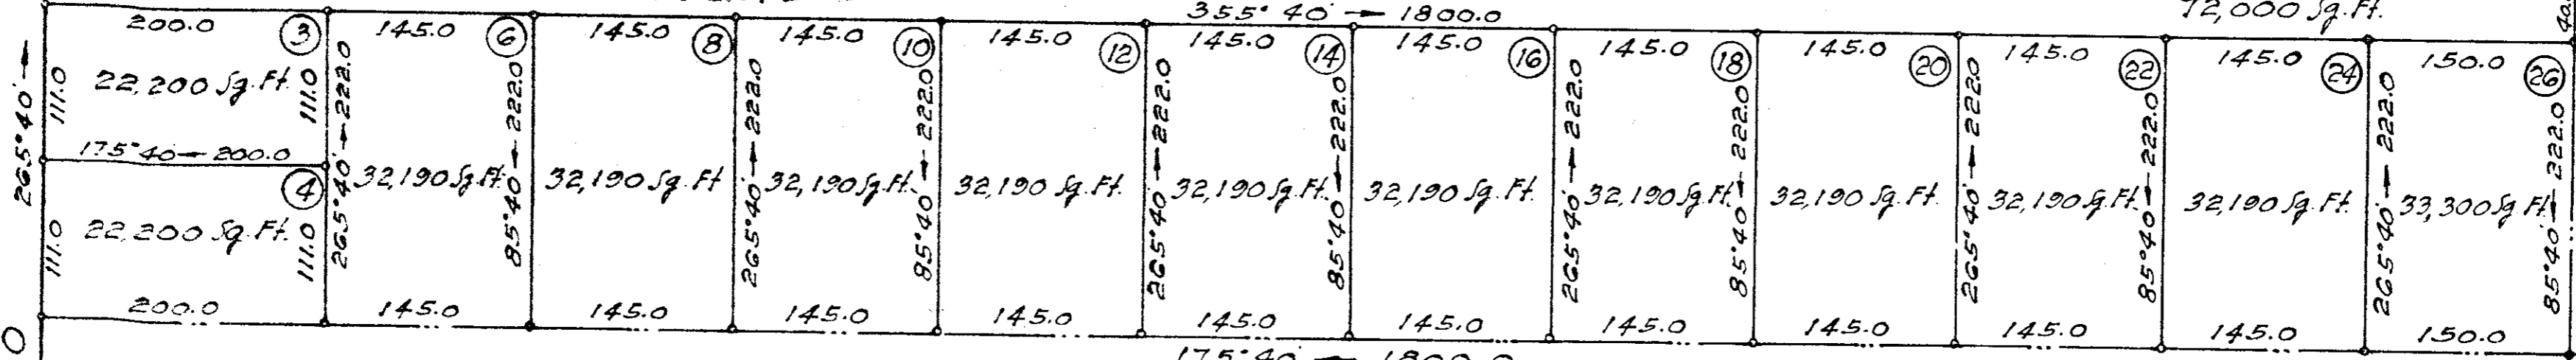 355°40' → 1800.0
72,000 Sq.Ft.
40.0
200.0 ③ 145.0 ⑥ 145.0 ⑧ 145.0 ⑩ 145.0 ⑫ 145.0 ⑭ 145.0 ⑯ 145.0 ⑱ 145.0 ⑳ 145.0 ㉒ 145.0 ㉔ 150.0 ㉖
265°40' →
111.0
22,200 Sq.Ft.
111.0
175°40' ← 200.0
④
111.0
22,200 Sq.Ft.
111.0
265°40' → 222.0
32,190 Sq.Ft.
85°40' ← 222.0
32,190 Sq.Ft
265°40' → 222.0
32,190 Sq.Ft.
85°40' ← 222.0
32,190 Sq.Ft.
265°40' → 222.0
32,190 Sq.Ft.
85°40' ← 222.0
32,190 Sq.Ft.
265°40' → 222.0
32,190 Sq.Ft.
85°40' ← 222.0
32,190 Sq.Ft.
265°40' → 222.0
32,190 Sq.Ft.
85°40' ← 222.0
32,190 Sq.Ft.
265°40' → 222.0
33,300 Sq.Ft.
85°40' ← 222.0
200.0 145.0 145.0 145.0 145.0 145.0 145.0 145.0 145.0 145.0 145.0 150.0
175°40' → 1800.0